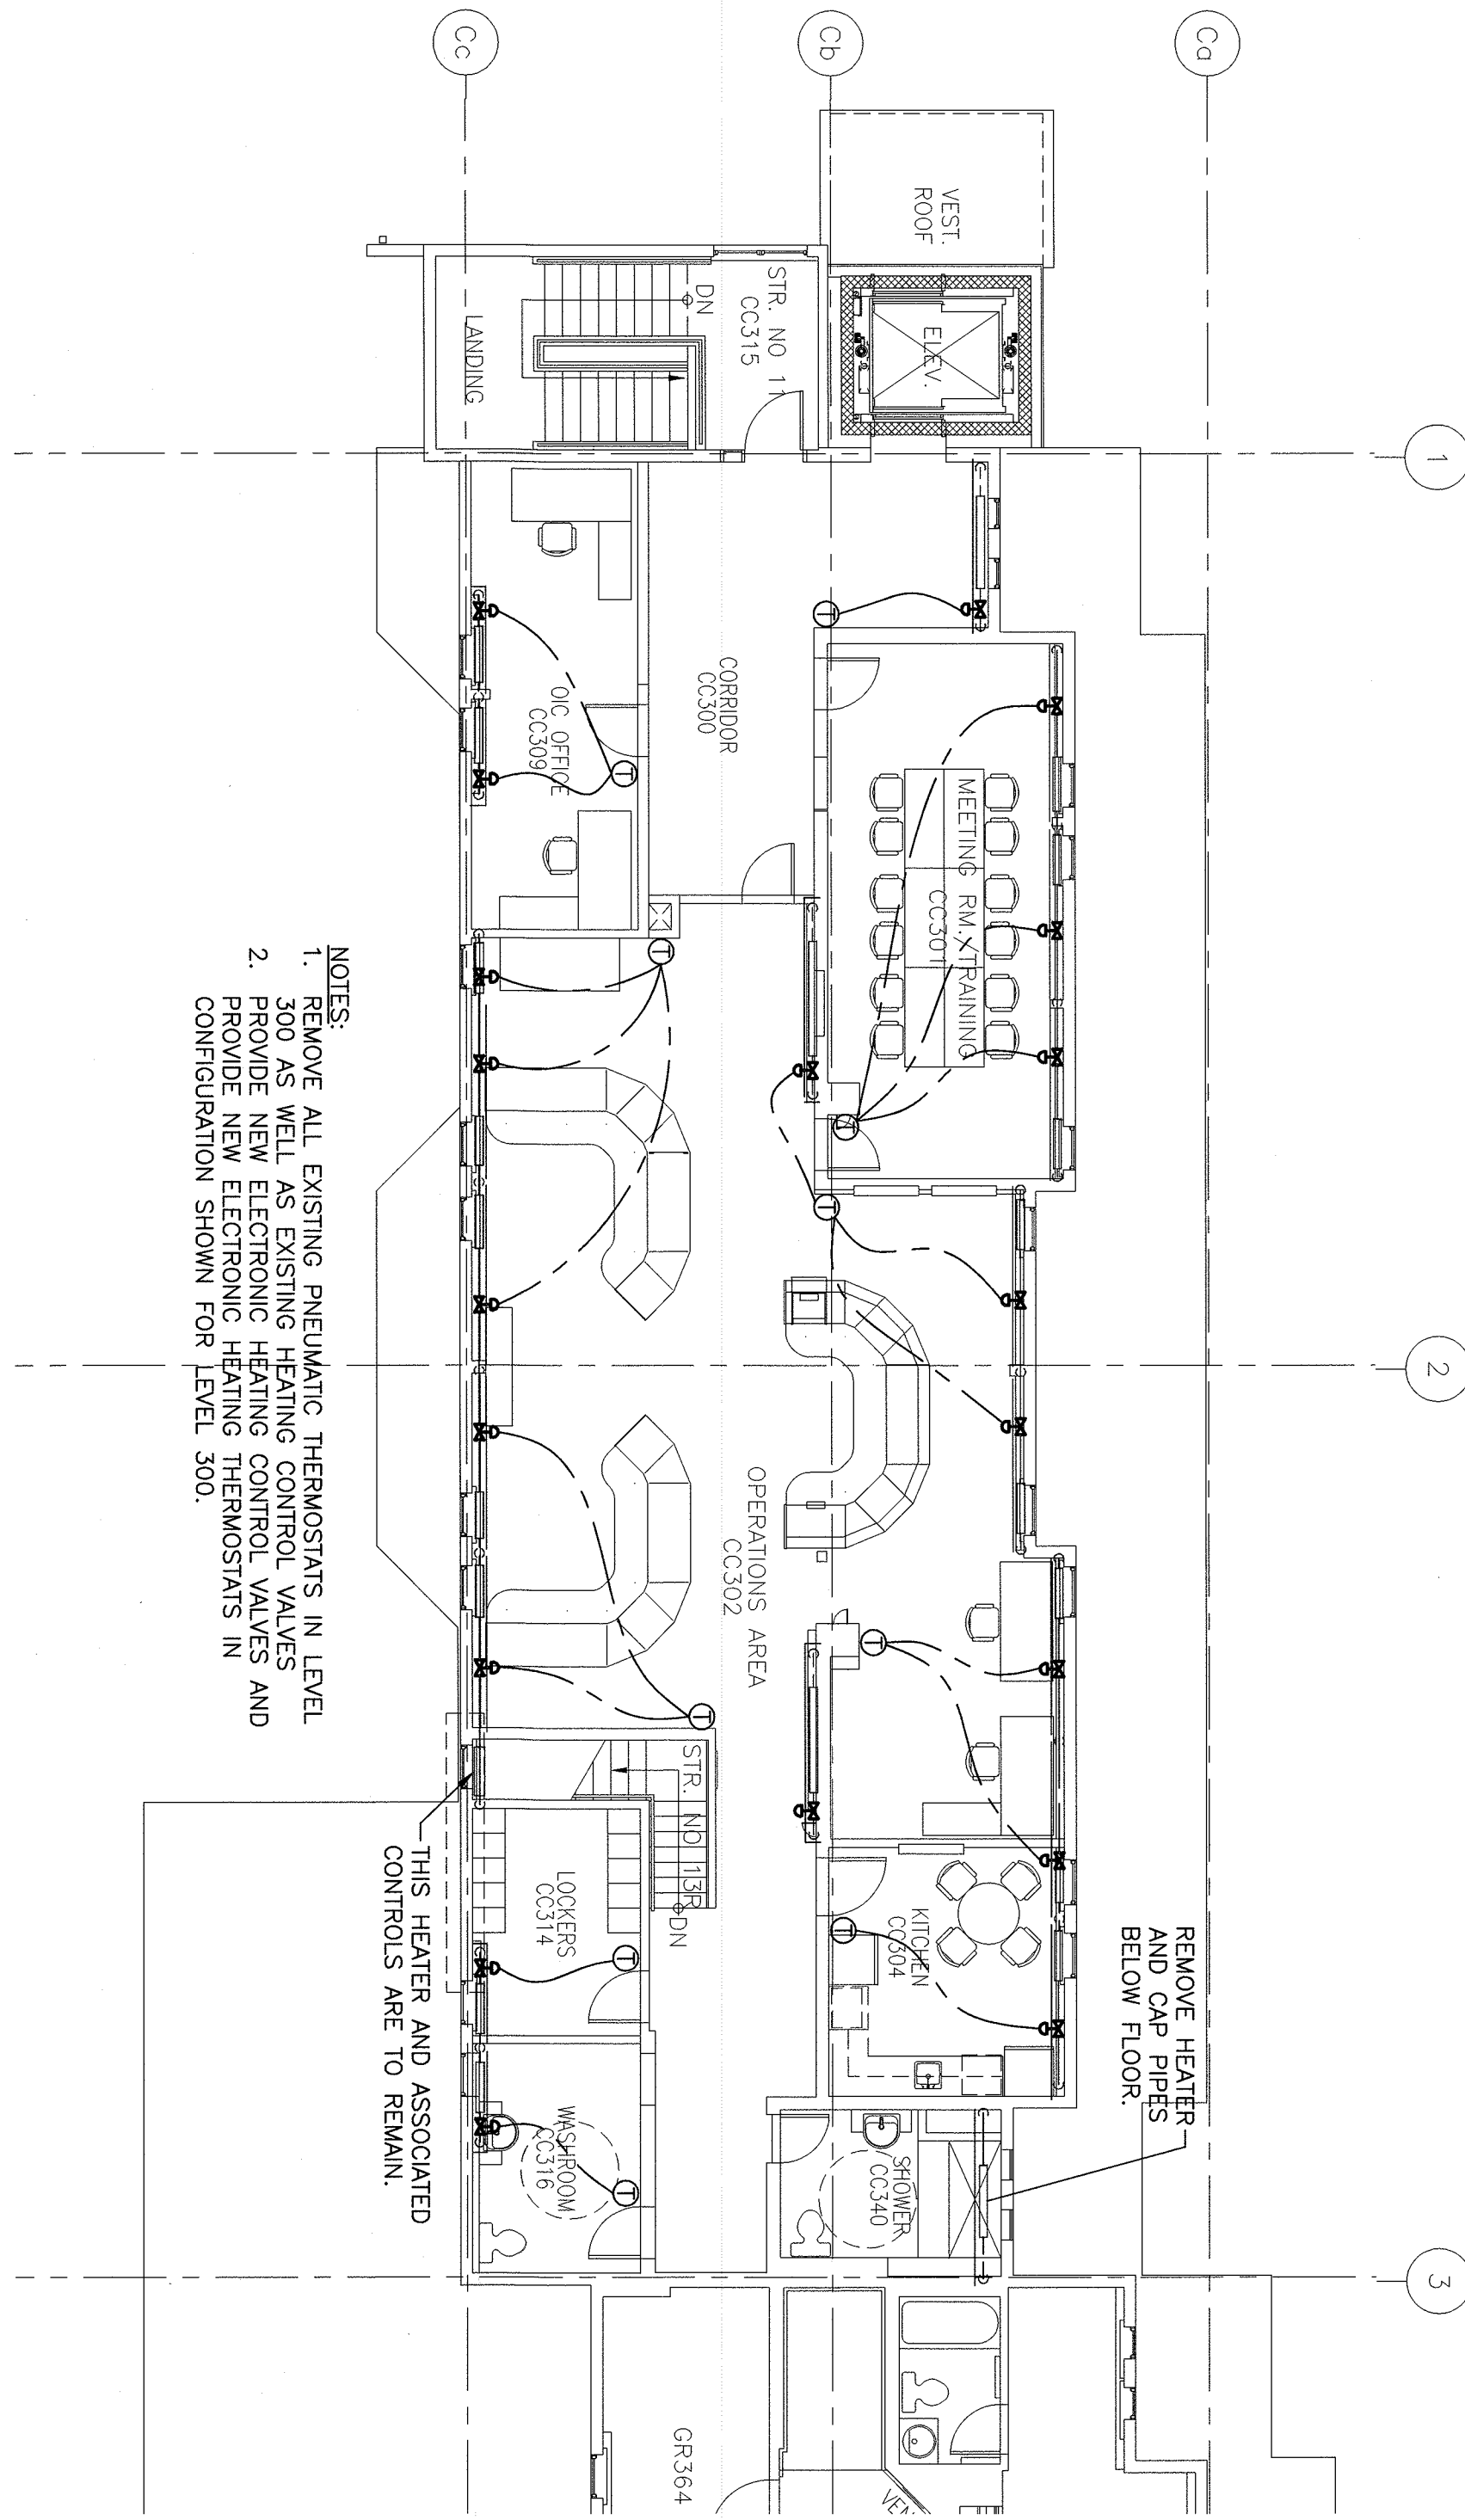 Ca
Cb
Cc
1
2
3
VEST.
ROOF
ELEV.
STR. NO 11
CC315
DN
LANDING
CORRIDOR
CC300
OIC OFFICE
CC309
MEETING RM./TRAINING
CC301
OPERATIONS AREA
CC302
KITCHEN
CC304
SHOWER
CC340
STR. NO 13R
DN
LOCKERS
CC314
WASHROOM
CC316
GR364
VEN
T
T
T
T
T
T
T
T
T
T
REMOVE HEATER
AND CAP PIPES
BELOW FLOOR.
THIS HEATER AND ASSOCIATED
CONTROLS ARE TO REMAIN.
NOTES:
1. REMOVE ALL EXISTING PNEUMATIC THERMOSTATS IN LEVEL
300 AS WELL AS EXISTING HEATING CONTROL VALVES
2. PROVIDE NEW ELECTRONIC HEATING CONTROL VALVES AND
PROVIDE NEW ELECTRONIC HEATING THERMOSTATS IN
CONFIGURATION SHOWN FOR LEVEL 300.